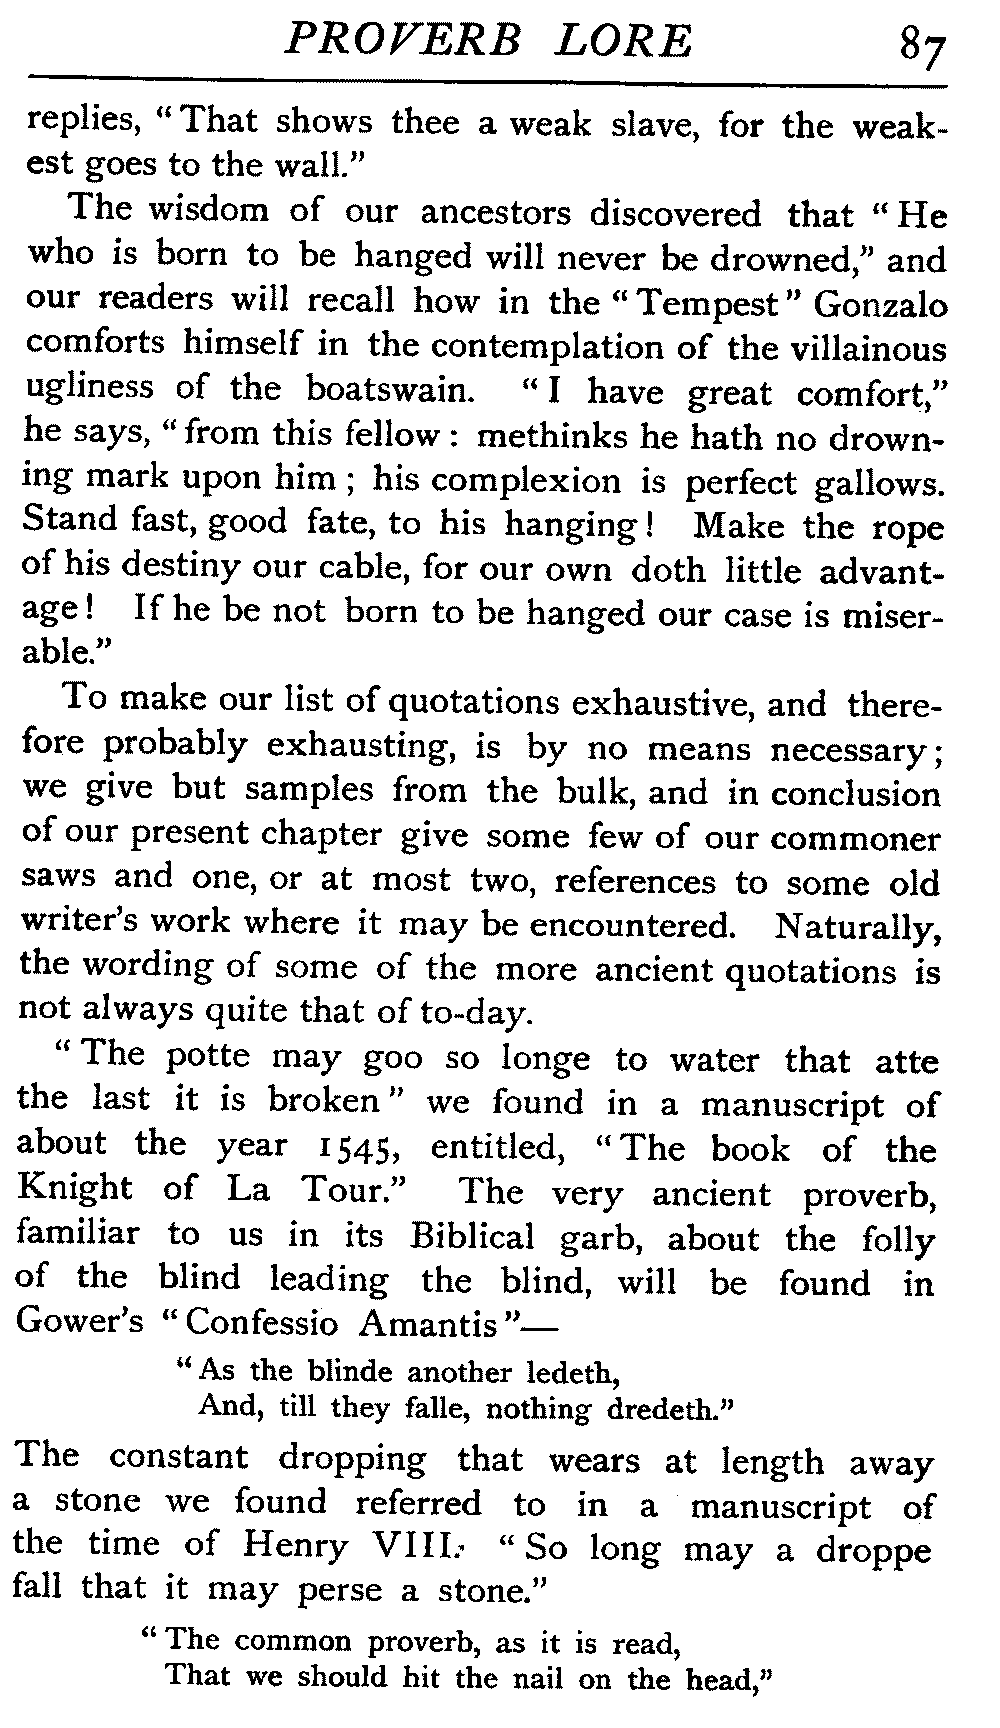 PROVERB LORE 87
replies, “That shows thee a weak slave, for the weak-
est goes to the wall.”
The wisdom of our ancestors discovered that “He
who is born to be hanged will never be drowned,” and
our readers will recall how in the “Tempest” Gonzalo
comforts himself in the contemplation of the villainous
ugliness of the boatswain. “I have great comfort,”
he says, “from this fellow: methinks he hath no drown-
ing mark upon him; his complexion is perfect gallows.
Stand fast, good fate, to his hanging! Make the rope
of his destiny our cable, for our own doth little advant-
age! If he be not born to be hanged our case is miser-
able.”
To make our list of quotations exhaustive, and there-
fore probably exhausting, is by no means necessary;
we give but samples from the bulk, and in conclusion
of our present chapter give some few of our commoner
saws and one, or at most two, references to some old
writer’s work where it may be encountered. Naturally,
the wording of some of the more ancient quotations is
not always quite that of to-day.
“The potte may goo so longe to water that atte
the last it is broken” we found in a manuscript of
about the year 1545, entitled, “The book of the
Knight of La Tour.” The very ancient proverb,
familiar to us in its Biblical garb, about the folly
of the blind leading the blind, will be found in
Gower’s “Confessio Amantis”—
“As the blinde another ledeth,
And, till they falle, nothing dredeth.”
The constant dropping that wears at length away
a stone we found referred to in a manuscript of
the time of Henry VIII. “So long may a droppe
fall that it may perse a stone.”
“The common proverb, as it is read,
That we should hit the nail on the head,”